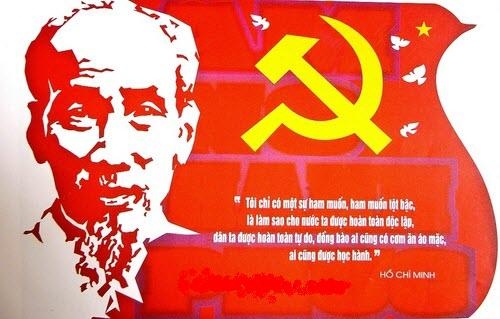 “ Tôi chỉ có một sự ham muốn, ham muốn tột bậc,
là làm sao cho nước ta được hoàn toàn độc lập,
dân ta được hoàn toàn tự do, đồng bào ai cũng có cơm ăn áo mặc,
ai cũng được học hành. ”
HỒ CHÍ MINH